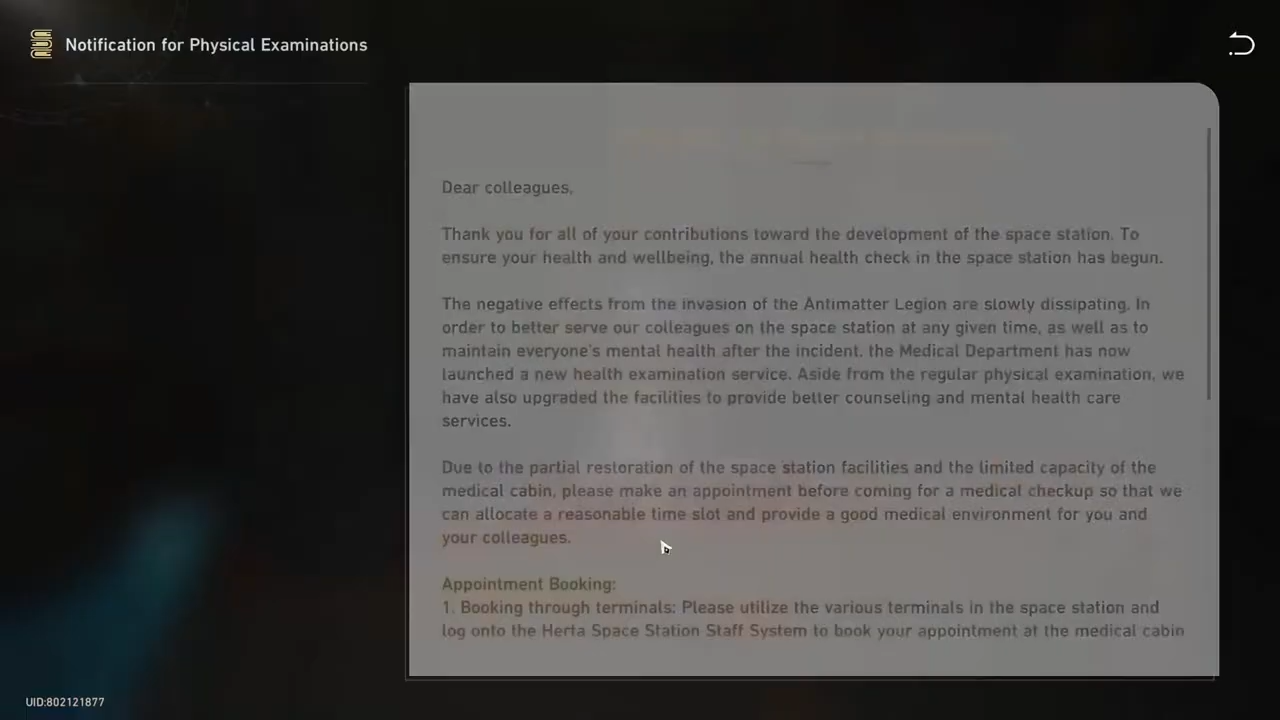 Notification for Physical Examinations
Dear colleagues,
Thank you for all of your contributions toward the development of the space station. To
ensure your health and wellbeing, the annual health check in the space station has begun.
The negative effects from the invasion of the Antimatter Legion are slowly dissipating. In
order to better serve our colleagues on the space station at any given time, as well as to
maintain everyone's mental health after the incident, the Medical Department has now
launched a new health examination service. Aside from the regular physical examination, we
have also upgraded the facilities to provide better counseling and mental health care
services.
Due to the partial restoration of the space station facilities and the limited capacity of the
medical cabin, please make an appointment before coming for a medical checkup so that we
can allocate a reasonable time slot and provide a good medical environment for you and
your colleagues.
Appointment Booking:
1. Booking through terminals: Please utilize the various terminals in the space station and
log onto the Herta Space Station Staff System to book your appointment at the medical cabin
UID:802121877